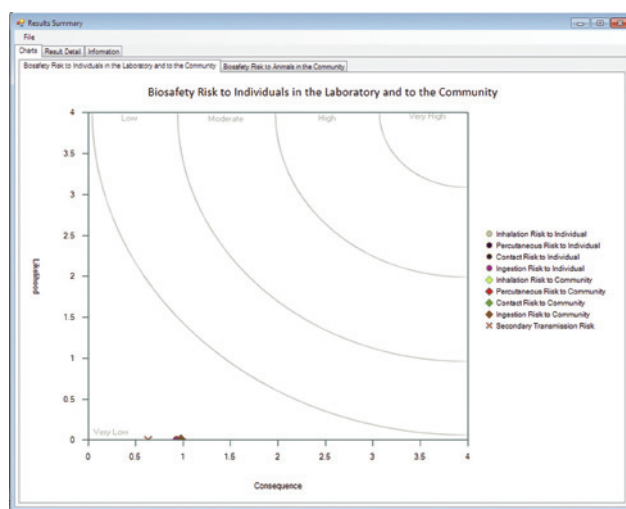 Results Summary
File
Charts Result Detail Information
Biosafety Risk to Individuals in the Laboratory and to the Community Biosafety Risk to Animals in the Community
Biosafety Risk to Individuals in the Laboratory and to the Community
Low Moderate High Very High
4
3.5
3
2.5
2
1.5
1
0.5
0
Likelihood
Very Low
0 0.5 1 1.5 2 2.5 3 3.5 4
Consequence
Inhalation Risk to Individual
Percutaneous Risk to Individual
Contact Risk to Individual
Ingestion Risk to Individual
Inhalation Risk to Community
Percutaneous Risk to Community
Contact Risk to Community
Ingestion Risk to Community
Secondary Transmission Risk